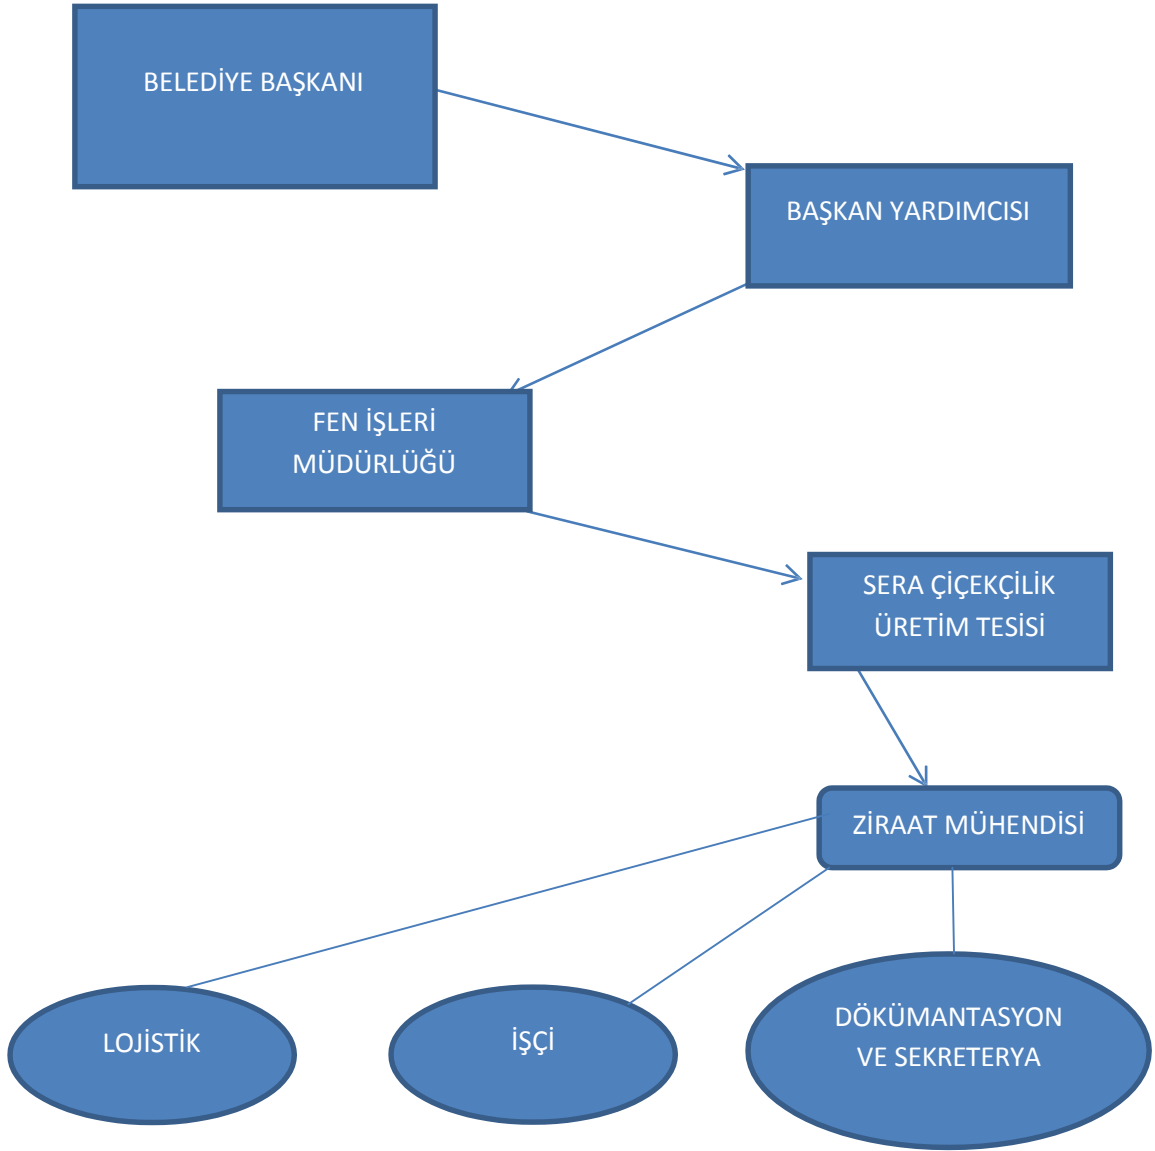 BELEDİYE BAŞKANI
BAŞKAN YARDIMCISI
FEN İŞLERİ
MÜDÜRLÜĞÜ
SERA ÇİÇEKÇİLİK
ÜRETİM TESİSİ
ZİRAAT MÜHENDİSİ
LOJİSTİK
İŞÇİ
DÖKÜMANTASYON
VE SEKRETERYA